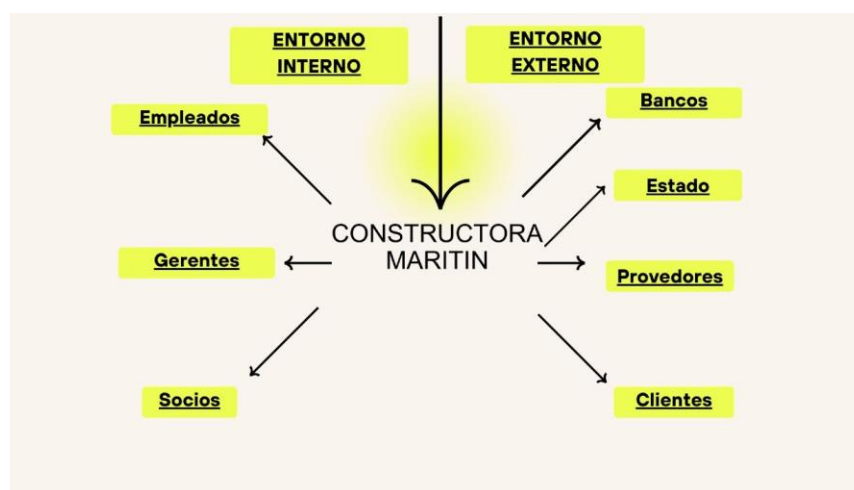 ENTORNO
INTERNO
ENTORNO
EXTERNO
Empleados
Bancos
Estado
CONSTRUCTORA
MARITIN
Gerentes
Provedores
Socios
Clientes